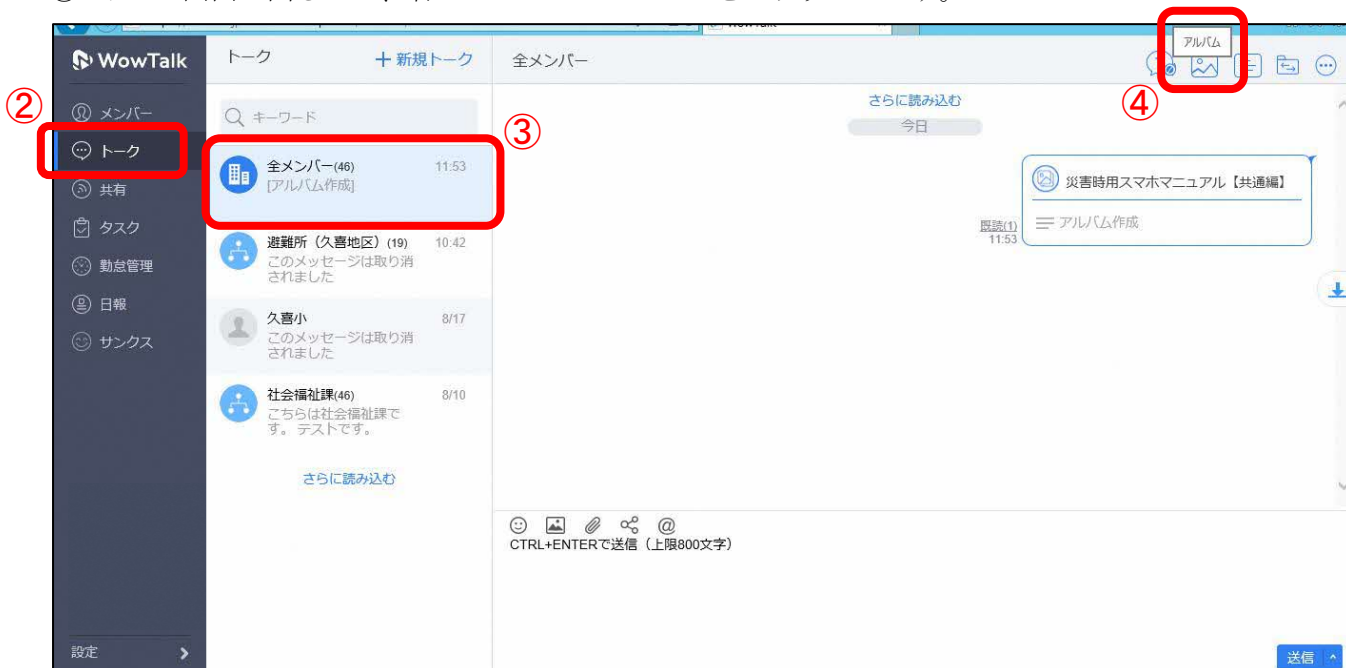 WowTalk
トーク
＋ 新規トーク
全メンバー
アルバム
②
メンバー
トーク
共有
タスク
勤怠管理
日報
サンクス
設定
キーワード
③
全メンバー(46) 11:53
[アルバム作成]
避難所（久喜地区）(19) 10:42
このメッセージは取り消
されました
久喜小 8/17
このメッセージは取り消
されました
社会福祉課(46) 8/10
こちらは社会福祉課で
す。テストです。
さらに読み込む
④
さらに読み込む
今日
災害時用スマホマニュアル【共通編】
アルバム作成
既読(1)
11:53
CTRL+ENTERで送信（上限800文字）
送信